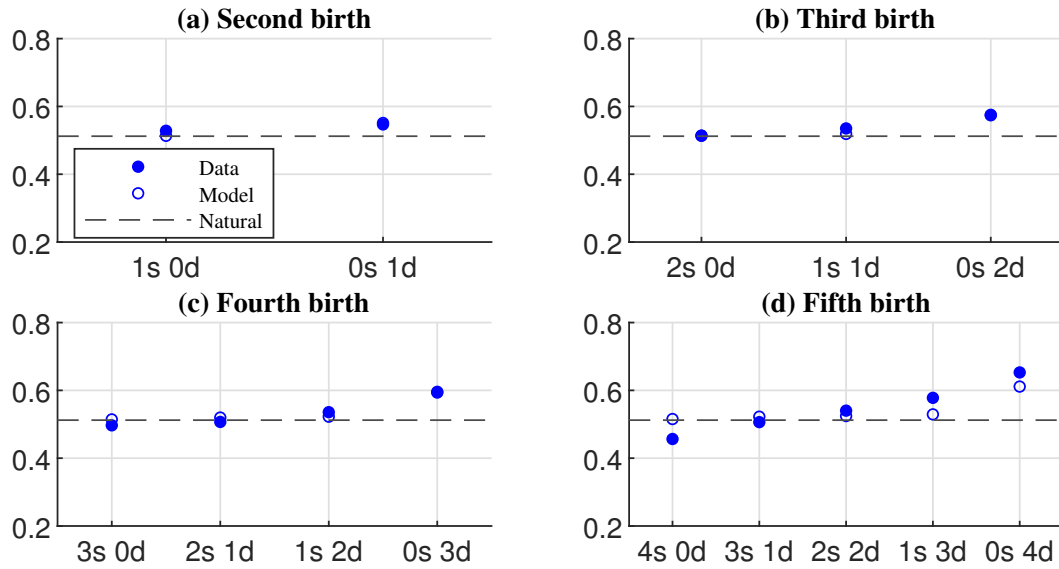 (a) Second birth
0.8
0.6
0.4
0.2
Data
Model
Natural
1s 0d 0s 1d
(b) Third birth
0.8
0.6
0.4
0.2
2s 0d 1s 1d 0s 2d
(c) Fourth birth
0.8
0.6
0.4
0.2
3s 0d 2s 1d 1s 2d 0s 3d
(d) Fifth birth
0.8
0.6
0.4
0.2
4s 0d 3s 1d 2s 2d 1s 3d 0s 4d